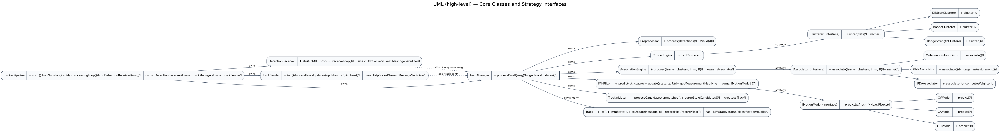 UML (high-level) — Core Classes and Strategy Interfaces
TrackerPipeline
+ start():bool\l+ stop():void\l- processingLoop()\l- onDetectionReceived(msg)\l
owns: DetectionReceiver\lowns: TrackManager\lowns: TrackSender\l
owns
owns
owns
DetectionReceiver
+ start(cb)\l+ stop()\l- receiveLoop()\l
uses: UdpSocket\luses: MessageSerializer\l
TrackSender
+ init()\l+ sendTrackUpdates(updates, ts)\l+ close()\l
uses: UdpSocket\luses: MessageSerializer\l
callback enqueues msg
logs 'track sent'
TrackManager
+ processDwell(msg)\l+ getTrackUpdates()\l
owns
owns
owns
owns
owns
owns many
Preprocessor
+ process(detections)\l- isValid(d)\l
ClusterEngine
owns: IClusterer\l
AssociationEngine
+ process(tracks, clusters, imm, R)\l
owns: IAssociator\l
IMMFilter
+ predict(dt, state)\l+ update(state, z, R)\l+ getMeasurementMatrix()\l
owns: IMotionModel[5]\l
TrackInitiator
+ processCandidates(unmatched)\l+ purgeStaleCandidates()\l
creates: Track\l
Track
+ id()\l+ immState()\l+ toUpdateMessage()\l+ recordHit()/recordMiss()\l
has: IMMState\lstatus/classification/quality\l
strategy
strategy
strategy
IClusterer (interface)
+ cluster(dets)\l+ name()\l
IAssociator (interface)
+ associate(tracks, clusters, imm, R)\l+ name()\l
IMotionModel (interface)
+ predict(x,P,dt): (xNext,PNext)\l
DBScanClusterer
+ cluster()\l
RangeClusterer
+ cluster()\l
RangeStrengthClusterer
+ cluster()\l
MahalanobisAssociator
+ associate()\l
GNNAssociator
+ associate()\l- hungarianAssignment()\l
JPDAAssociator
+ associate()\l- computeWeights()\l
CVModel
+ predict()\l
CAModel
+ predict()\l
CTRModel
+ predict()\l